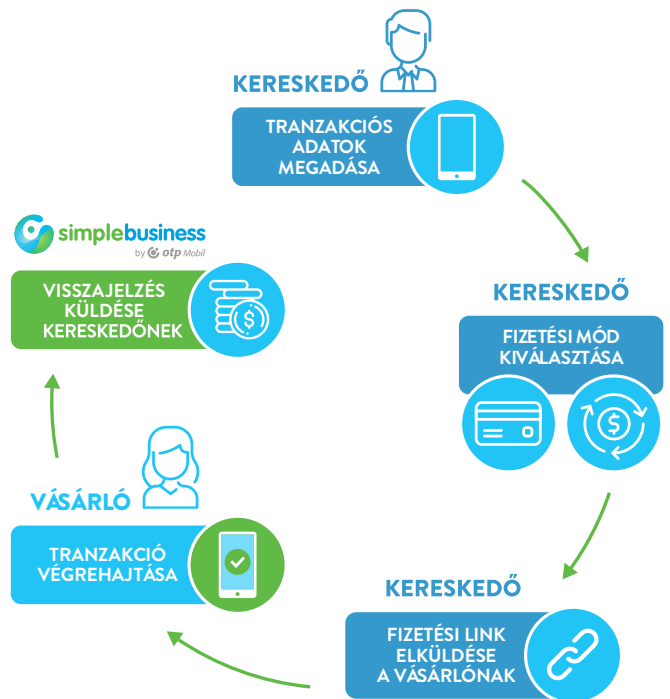 KERESKEDŐ
TRANZAKCIÓS
ADATOK
MEGADÁSA
KERESKEDŐ
FIZETÉSI MÓD
KIVÁLASZTÁSA
$
KERESKEDŐ
FIZETÉSI LINK
ELKÜLDÉSE
A VÁSÁRLÓNAK
VÁSÁRLÓ
TRANZAKCIÓ
VÉGREHAJTÁSA
simplebusiness
by otp Mobil
VISSZAJELZÉS
KÜLDÉSE
KERESKEDŐNEK
$